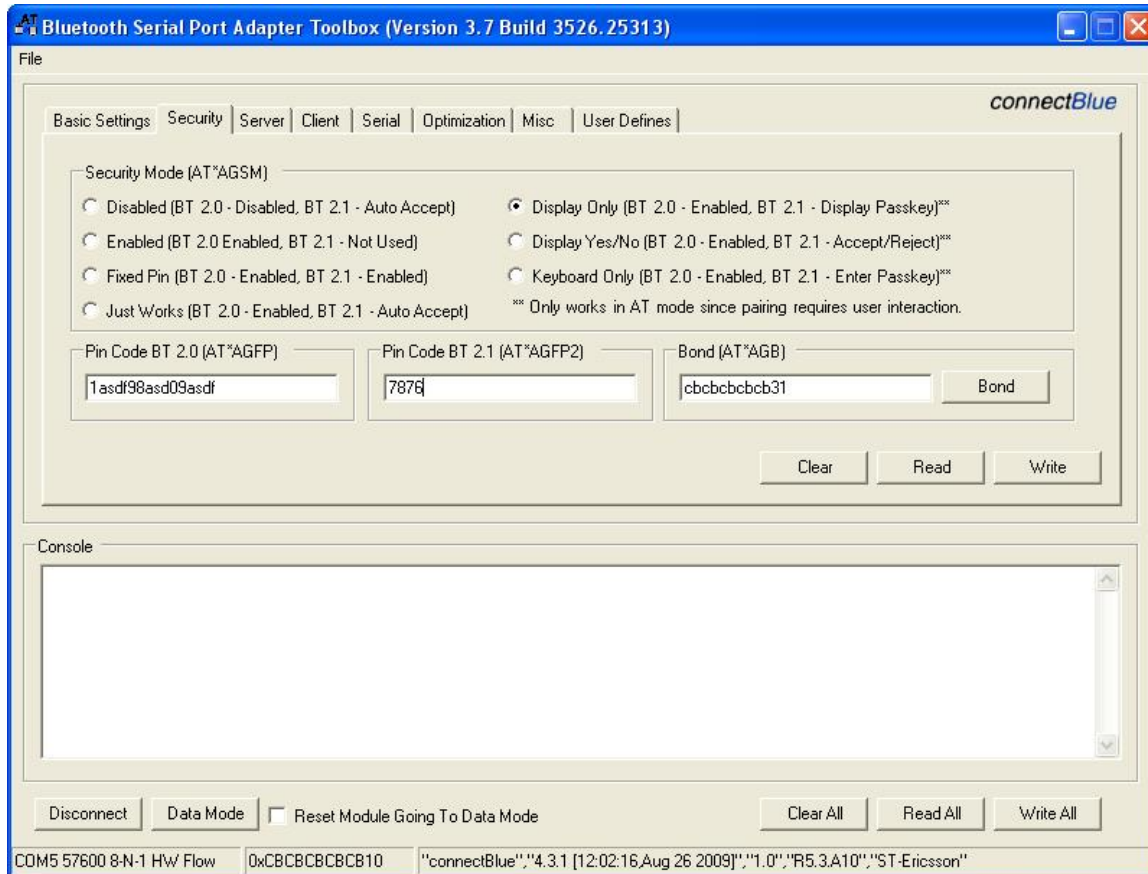 Bluetooth Serial Port Adapter Toolbox (Version 3.7 Build 3526.25313)
File
connectBlue
Basic Settings Security Server Client Serial Optimization Misc User Defines
Security Mode (AT*AGSM)
Disabled (BT 2.0 - Disabled, BT 2.1 - Auto Accept)
Display Only (BT 2.0 - Enabled, BT 2.1 - Display Passkey)**
Enabled (BT 2.0 Enabled, BT 2.1 - Not Used)
Display Yes/No (BT 2.0 - Enabled, BT 2.1 - Accept/Reject)**
Fixed Pin (BT 2.0 - Enabled, BT 2.1 - Enabled)
Keyboard Only (BT 2.0 - Enabled, BT 2.1 - Enter Passkey)**
Just Works (BT 2.0 - Enabled, BT 2.1 - Auto Accept)
** Only works in AT mode since pairing requires user interaction.
Pin Code BT 2.0 (AT*AGFP) Pin Code BT 2.1 (AT*AGFP2) Bond (AT*AGB)
1asdf98asd09asdf 7876 cbcbcbcbcb31 Bond
Clear Read Write
Console
Disconnect Data Mode Reset Module Going To Data Mode Clear All Read All Write All
COM5 57600 8-N-1 HW Flow 0xCBCBCBCBCB10 "connectBlue","4.3.1 [12:02:16,Aug 26 2009]","1.0","R5.3.A10","ST-Ericsson"